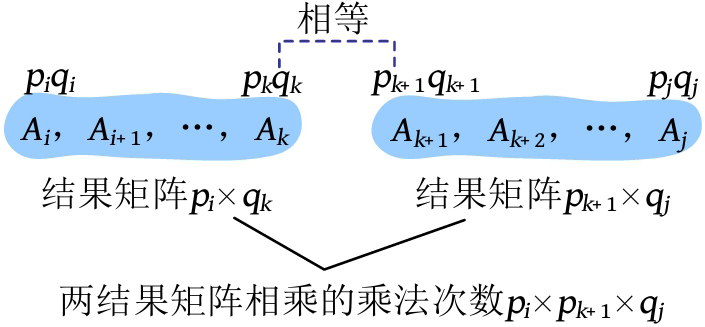 相等
pᵢqᵢ pₖqₖ pₖ₊₁qₖ₊₁ pⱼqⱼ
Aᵢ, Aᵢ₊₁, …, Aₖ Aₖ₊₁, Aₖ₊₂, …, Aⱼ
结果矩阵pᵢ×qₖ 结果矩阵pₖ₊₁×qⱼ
两结果矩阵相乘的乘法次数pᵢ×pₖ₊₁×qⱼ